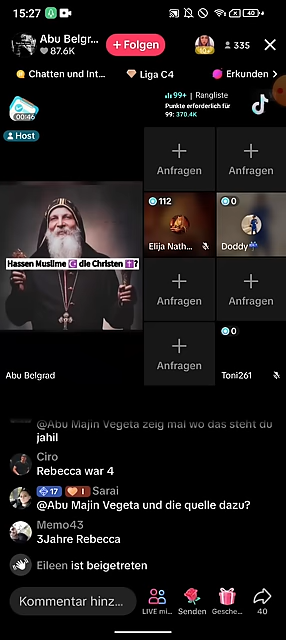 15:27
40
Abu Belgr...
87.6K
+ Folgen
10+
335
Chatten und Int...
Liga C4
Erkunden
00:46
99+ | Rangliste
Punkte erforderlich für
99: 370.4K
Host
Anfragen
Anfragen
Hassen Muslime die Christen ?
112
Elija Nath...
0
Doddy
Anfragen
Anfragen
Anfragen
0
Toni261
Abu Belgrad
@Abu Majin Vegeta zeig mal wo das steht du
jahil
Ciro
Rebecca war 4
17
1
Sarai
@Abu Majin Vegeta und die quelle dazu?
Memo43
3Jahre Rebecca
Eileen ist beigetreten
Kommentar hinz...
LIVE mi...
Senden
Gesche...
40